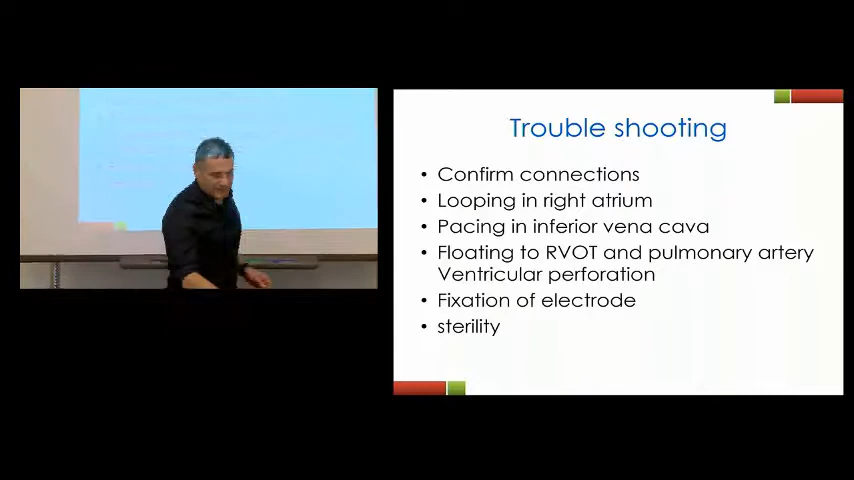 Trouble shooting
• Confirm connections
• Looping in right atrium
• Pacing in inferior vena cava
• Floating to RVOT and pulmonary artery
Ventricular perforation
• Fixation of electrode
• sterility